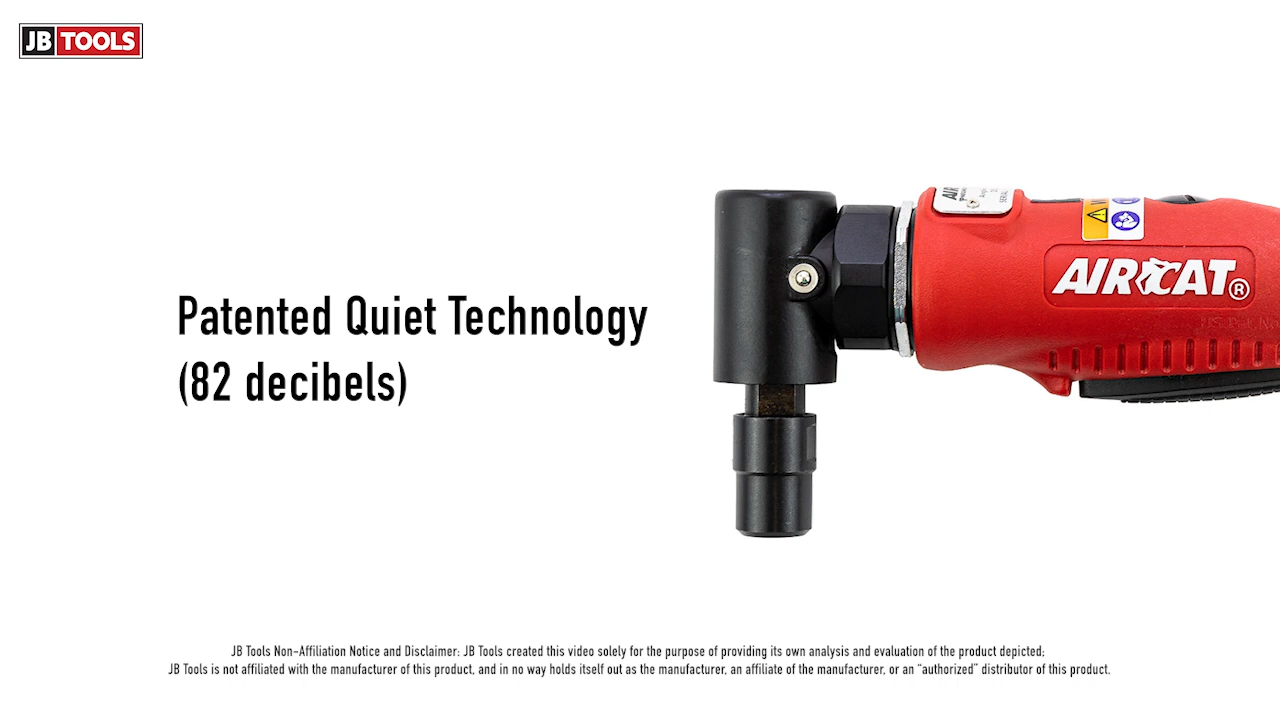 JB TOOLS
Patented Quiet Technology
(82 decibels)
AIRCAT®
JB Tools Non-Affiliation Notice and Disclaimer: JB Tools created this video solely for the purpose of providing its own analysis and evaluation of the product depicted;
JB Tools is not affiliated with the manufacturer of this product, and in no way holds itself out as the manufacturer, an affiliate of the manufacturer, or an “authorized” distributor of this product.